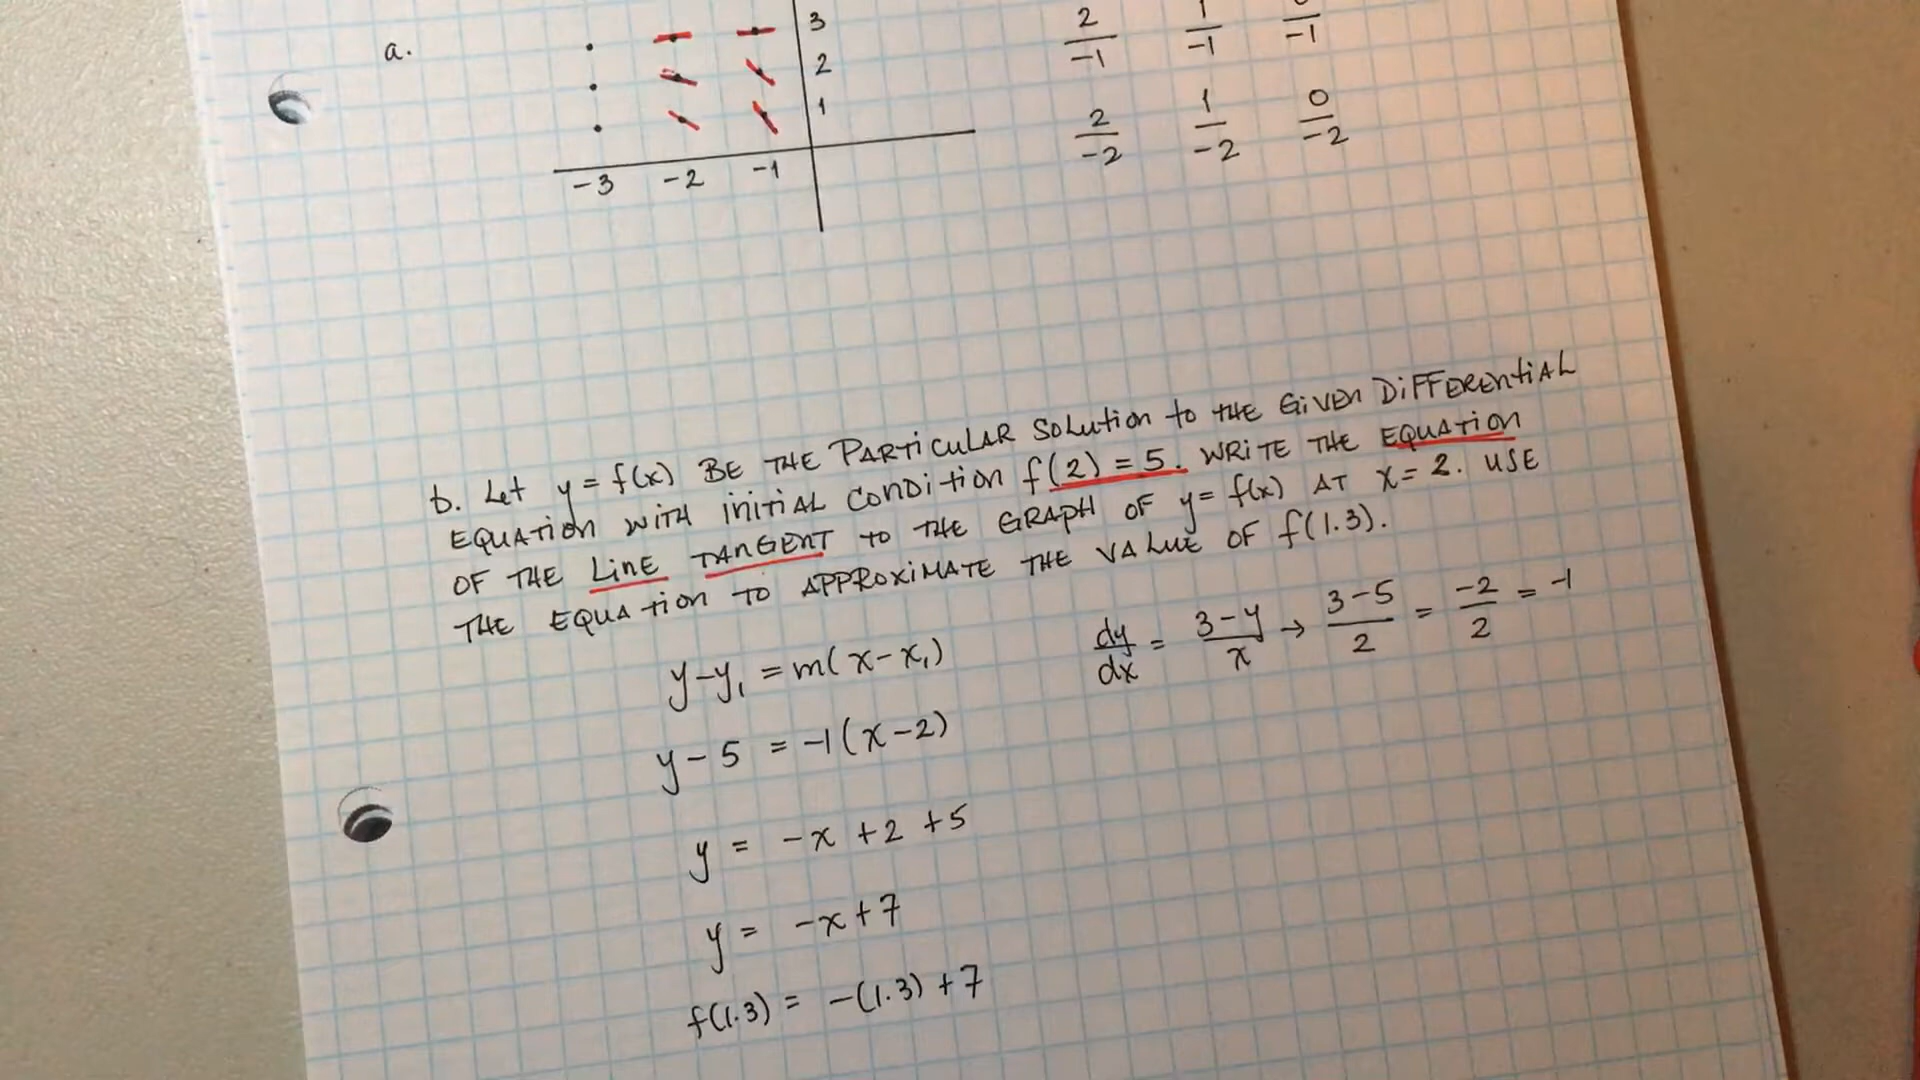 a.
3
2
1
-3 -2 -1
2/-1 1/-1 /-1
2/-2 1/-2 0/-2
b. Let y = f(x) BE THE PARTICULAR SOLUTION to THE GIVEN DIFFERENTIAL
EQUATION WITH INITIAL CONDITION f(2) = 5. WRITE THE EQUATION
OF THE LINE TANGENT TO THE GRAPH OF y = f(x) AT x = 2. USE
THE EQUATION TO APPROXIMATE THE VALUE OF f(1.3).
y-y₁ = m(x-x₁)
dy/dx = 3-y/x → 3-5/2 = -2/2 = -1
y-5 = -1(x-2)
y = -x+2+5
y = -x+7
f(1.3) = -(1.3)+7